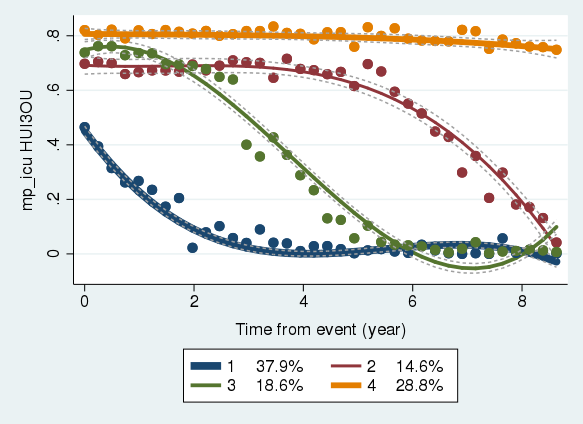 mp_icu HUI3OU
.8
.6
.4
.2
0
0 2 4 6 8
Time from event (year)
1 37.9% 2 14.6%
3 18.6% 4 28.8%